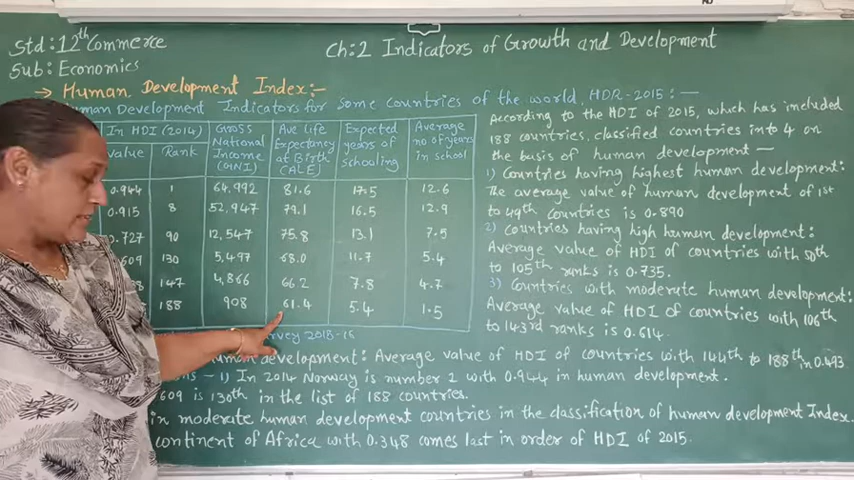 Std: 12th Commerce
Sub: Economics
Ch:2 Indicators of Growth and Development
→ Human Development Index:-
Human Development Indicators for some countries of the world, HDR-2015:-
In HDI (2014) Gross National Income (GNI) Ave Life Expectancy at Birth (ALE) Expected years of schooling Average no of years in school
Value Rank
0.944 1 64,992 81.6 17.5 12.6
0.915 8 52,947 79.1 16.5 12.9
0.727 90 12,547 75.8 13.1 7.5
609 130 5,497 68.0 11.7 5.4
147 4,866 66.2 7.8 4.7
188 908 61.4 5.4 1.5
According to the HDI of 2015, which has included
188 countries, classified countries into 4 on
the basis of human development —
1) Countries having highest human development:
The average value of human development of 1st
to 49th countries is 0.890
2) Countries having high human development:
Average value of HDI of countries with 50th
to 105th ranks is 0.735.
3) Countries with moderate human development:
Average value of HDI of countries with 106th
to 143rd ranks is 0.614.
human development: Average value of HDI of countries with 144th to 188th in 0.493
- 1) In 2014 Norway is number 2 with 0.944 in human development.
609 is 130th in the list of 188 countries.
in moderate human development countries in the classification of human development Index.
continent of Africa with 0.348 comes last in order of HDI of 2015.